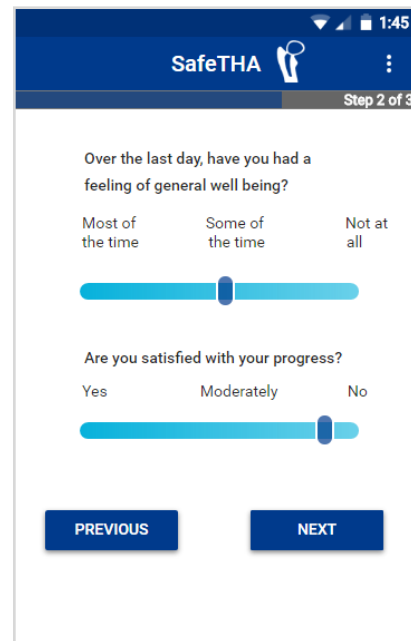 1:45
SafeTHA
Step 2 of 3
Over the last day, have you had a
feeling of general well being?
Most of the time Some of the time Not at all
Are you satisfied with your progress?
Yes Moderately No
PREVIOUS NEXT